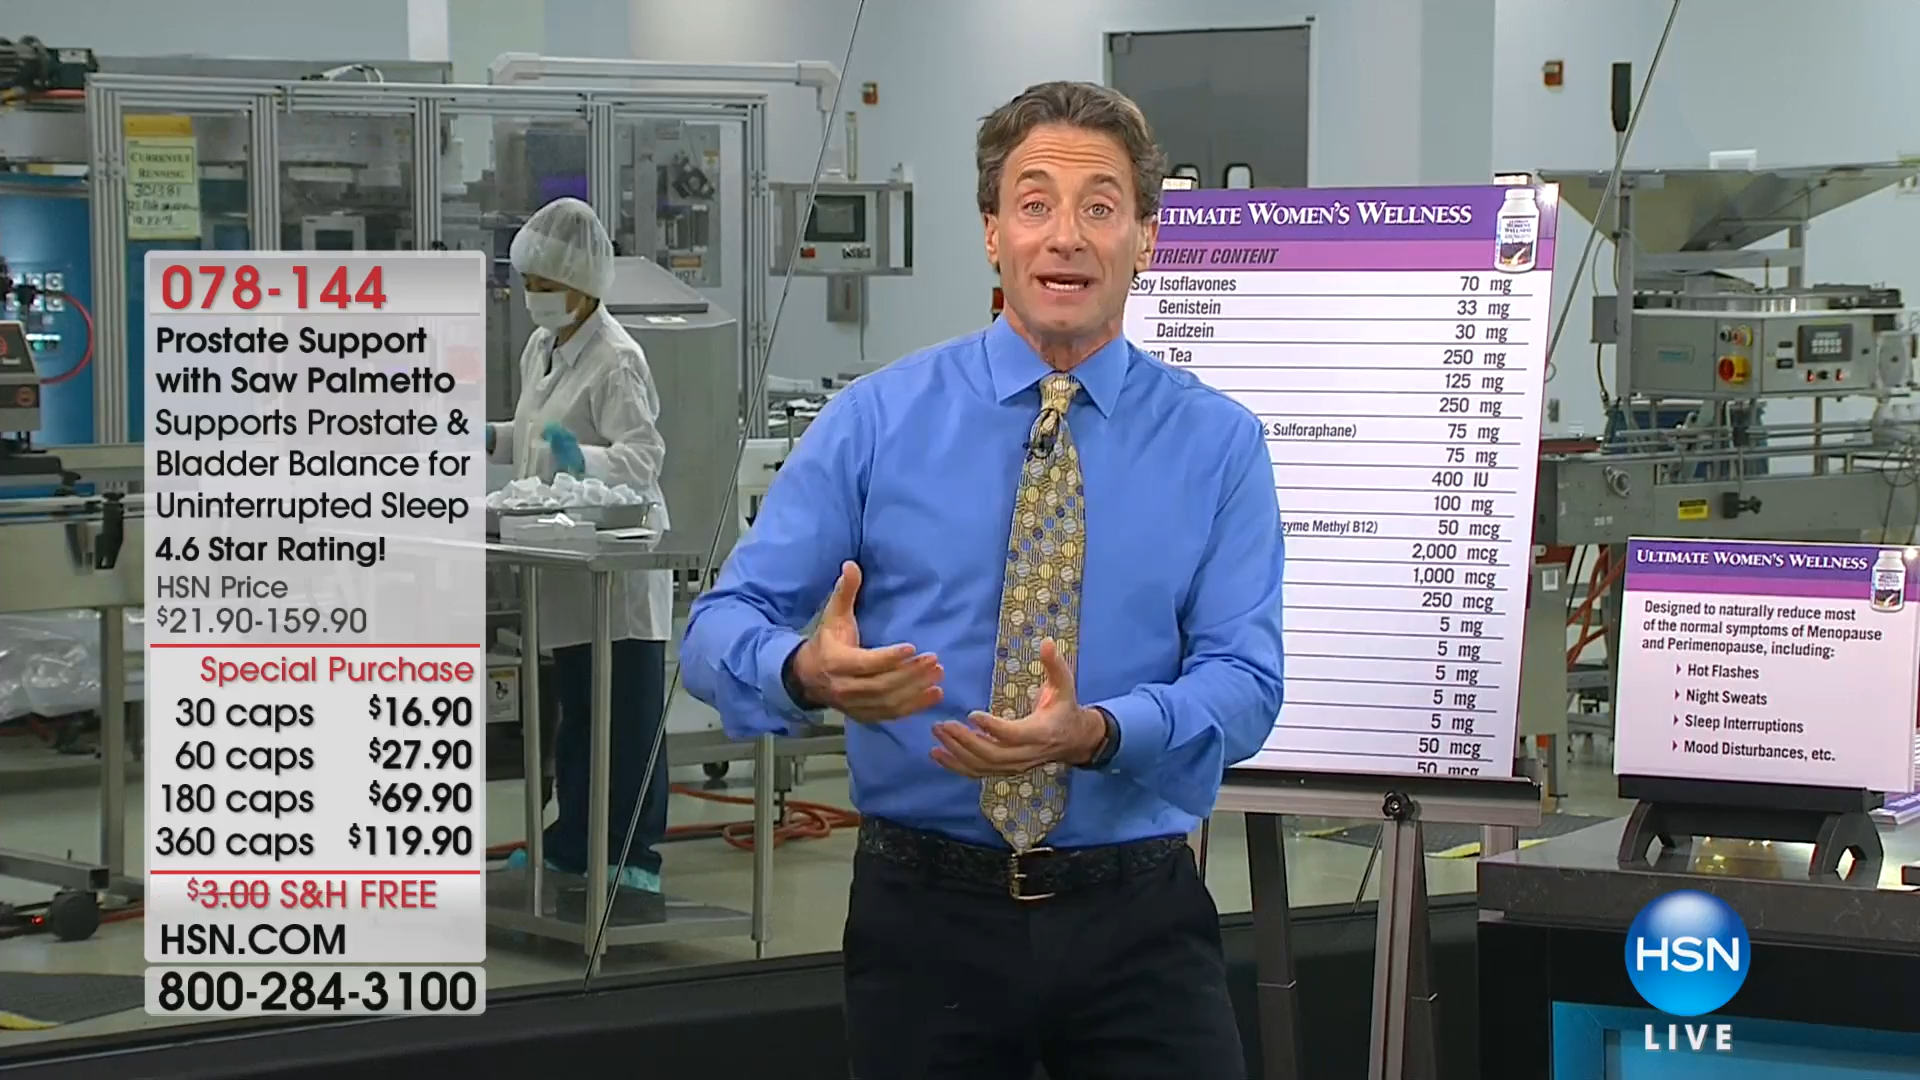 078-144
Prostate Support
with Saw Palmetto
Supports Prostate &
Bladder Balance for
Uninterrupted Sleep
4.6 Star Rating!
HSN Price
$21.90-159.90
Special Purchase
30 caps $16.90
60 caps $27.90
180 caps $69.90
360 caps $119.90
$3.00 S&H FREE
HSN.COM
800-284-3100
CURRENTLY
RUNNING
HOT
LTIMATE WOMEN'S WELLNESS
TRIENT CONTENT
Soy Isoflavones 70 mg
Genistein 33 mg
Daidzein 30 mg
Tea 250 mg
125 mg
250 mg
% Sulforaphane) 75 mg
75 mg
400 IU
100 mg
zyme Methyl B12) 50 mcg
2,000 mcg
1,000 mcg
250 mcg
5 mg
5 mg
5 mg
5 mg
5 mg
50 mcg
50 mcg
ULTIMATE WOMEN'S WELLNESS
Designed to naturally reduce most
of the normal symptoms of Menopause
and Perimenopause, including:
Hot Flashes
Night Sweats
Sleep Interruptions
Mood Disturbances, etc.
HSN
LIVE